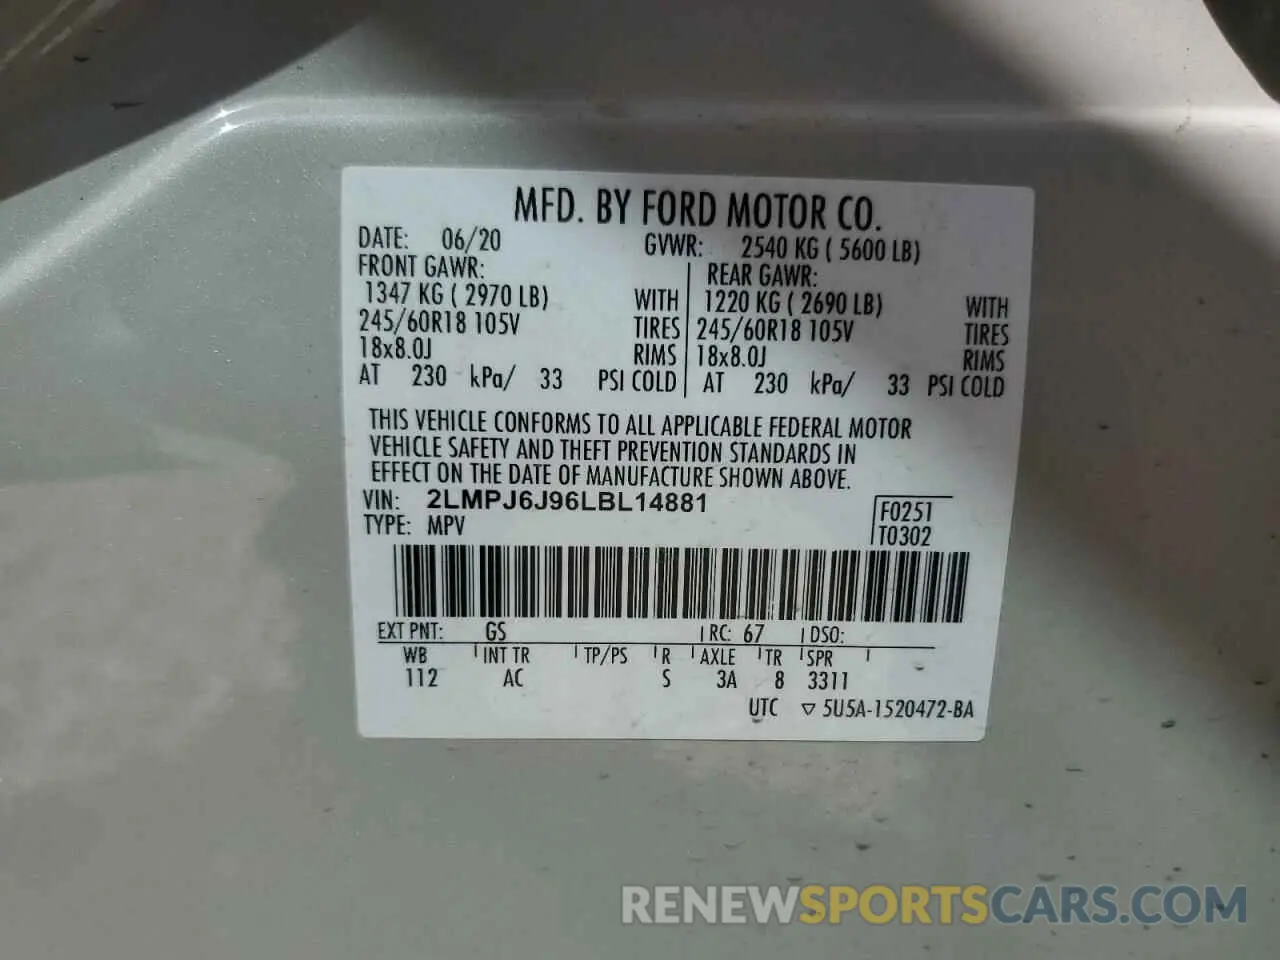 MFD. BY FORD MOTOR CO.
DATE: 06/20 GVWR: 2540 KG ( 5600 LB)
FRONT GAWR: REAR GAWR:
1347 KG ( 2970 LB) WITH 1220 KG ( 2690 LB) WITH
245/60R18 105V TIRES 245/60R18 105V TIRES
18x8.0J RIMS 18x8.0J RIMS
AT 230 kPa/ 33 PSI COLD AT 230 kPa/ 33 PSI COLD
THIS VEHICLE CONFORMS TO ALL APPLICABLE FEDERAL MOTOR
VEHICLE SAFETY AND THEFT PREVENTION STANDARDS IN
EFFECT ON THE DATE OF MANUFACTURE SHOWN ABOVE.
VIN: 2LMPJ6J96LBL14881
F0251
TYPE: MPV
T0302
EXT PNT: GS RC: 67 DSO:
WB INT TR TP/PS R AXLE TR SPR
112 AC S 3A 8 3311
UTC ▽ 5U5A-1520472-BA
RENEWSPORTSCARS.COM